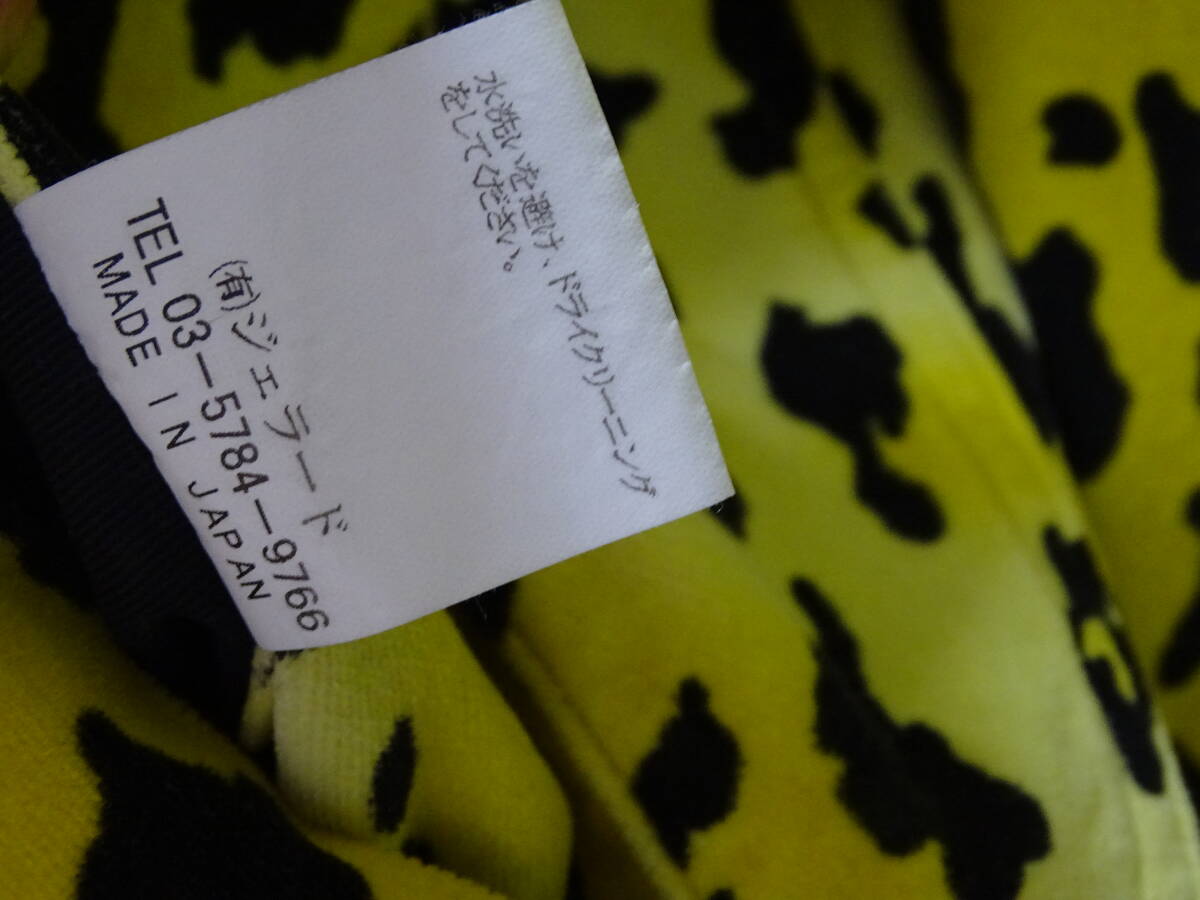 水洗いを避け、ドライクリーニング
をしてください。
(有)ジェラード
TEL 03-5784-9766
MADE IN JAPAN